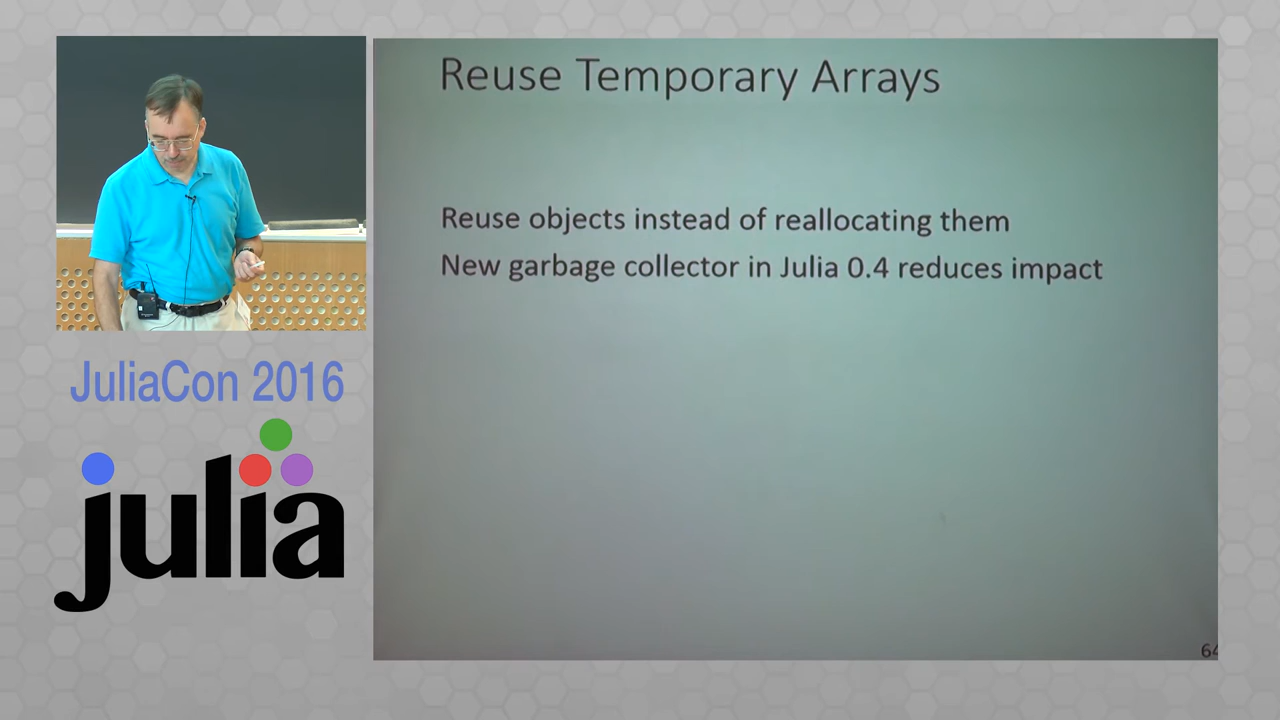 Reuse Temporary Arrays
Reuse objects instead of reallocating them
New garbage collector in Julia 0.4 reduces impact
64
JuliaCon 2016
julia